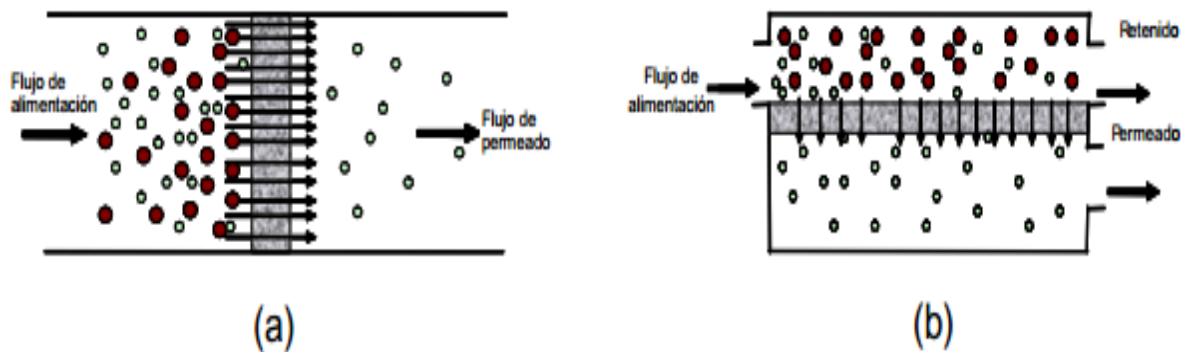 Flujo de
alimentación
Flujo de
permeado
(a)
Flujo de
alimentación
Retenido
Permeado
(b)